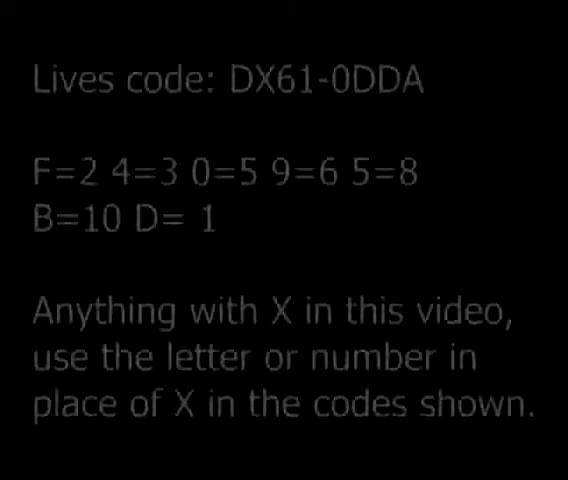 Lives code: DX61-0DDA
F=2 4=3 0=5 9=6 5=8
B=10 D= 1
Anything with X in this video,
use the letter or number in
place of X in the codes shown.